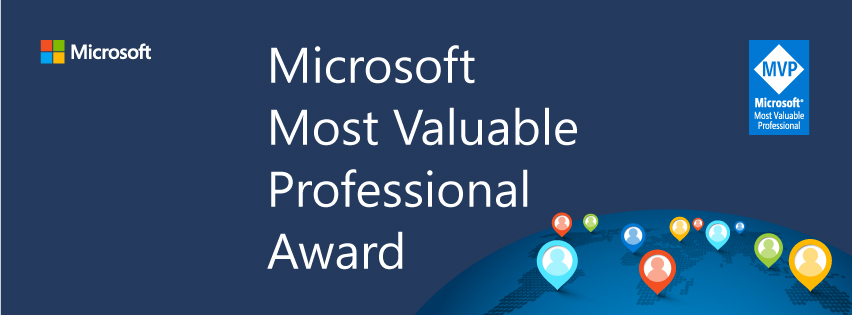 Microsoft
Microsoft
Most Valuable
Professional
Award
MVP
Microsoft®
Most Valuable
Professional